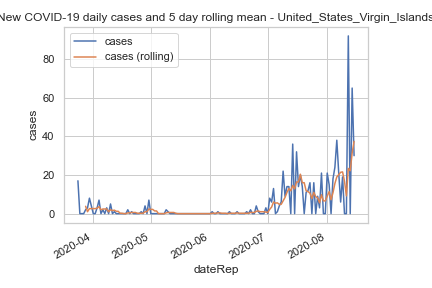 New COVID-19 daily cases and 5 day rolling mean - United_States_Virgin_Islands
cases
cases (rolling)
80
60
40
20
0
cases
2020-04
2020-05
2020-06
2020-07
2020-08
dateRep